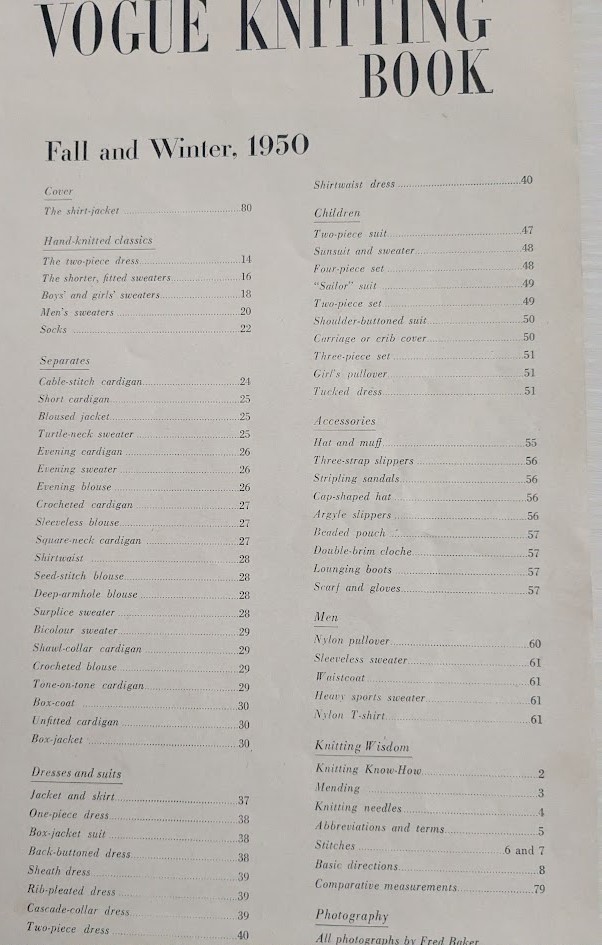 VOGUE KNITTING
BOOK
Fall and Winter, 1950
Cover
The shirt-jacket 80
Hand-knitted classics
The two-piece dress 14
The shorter, fitted sweaters 16
Boys' and girls' sweaters 18
Men's sweaters 20
Socks 22
Separates
Cable-stitch cardigan 24
Short cardigan 25
Bloused jacket 25
Turtle-neck sweater 25
Evening cardigan 26
Evening sweater 26
Evening blouse 26
Crocheted cardigan 27
Sleeveless blouse 27
Square-neck cardigan 27
Shirtwaist 28
Seed-stitch blouse 28
Deep-armhole blouse 28
Surplice sweater 28
Bicolour sweater 29
Shawl-collar cardigan 29
Crocheted blouse 29
Tone-on-tone cardigan 29
Box-coat 30
Unfitted cardigan 30
Box-jacket 30
Dresses and suits
Jacket and skirt 37
One-piece dress 38
Box-jacket suit 38
Back-buttoned dress 38
Sheath dress 39
Rib-pleated dress 39
Cascade-collar dress 39
Two-piece dress 40
Shirtwaist dress 40
Children
Two-piece suit 47
Sunsuit and sweater 48
Four-piece set 48
"Sailor" suit 49
Two-piece set 49
Shoulder-buttoned suit 50
Carriage or crib cover 50
Three-piece set 51
Girl's pullover 51
Tucked dress 51
Accessories
Hat and muff 55
Three-strap slippers 56
Stripling sandals 56
Cap-shaped hat 56
Argyle slippers 56
Beaded pouch 57
Double-brim cloche 57
Lounging boots 57
Scarf and gloves 57
Men
Nylon pullover 60
Sleeveless sweater 61
Waistcoat 61
Heavy sports sweater 61
Nylon T-shirt 61
Knitting Wisdom
Knitting Know-How 2
Mending 3
Knitting needles 4
Abbreviations and terms 5
Stitches 6 and 7
Basic directions 8
Comparative measurements 79
Photography
All photographs by Fred Baker